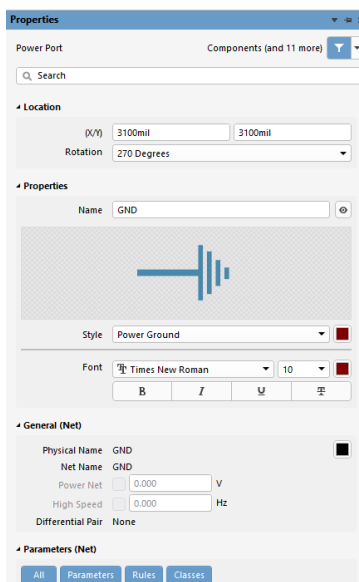 Properties
Power Port Components (and 11 more)
Search
Location
(X/Y) 3100mil 3100mil
Rotation 270 Degrees
Properties
Name GND
Style Power Ground
Font Times New Roman 10
B I U T
General (Net)
Physical Name GND
Net Name GND
Power Net 0.000 V
High Speed 0.000 Hz
Differential Pair None
Parameters (Net)
All Parameters Rules Classes